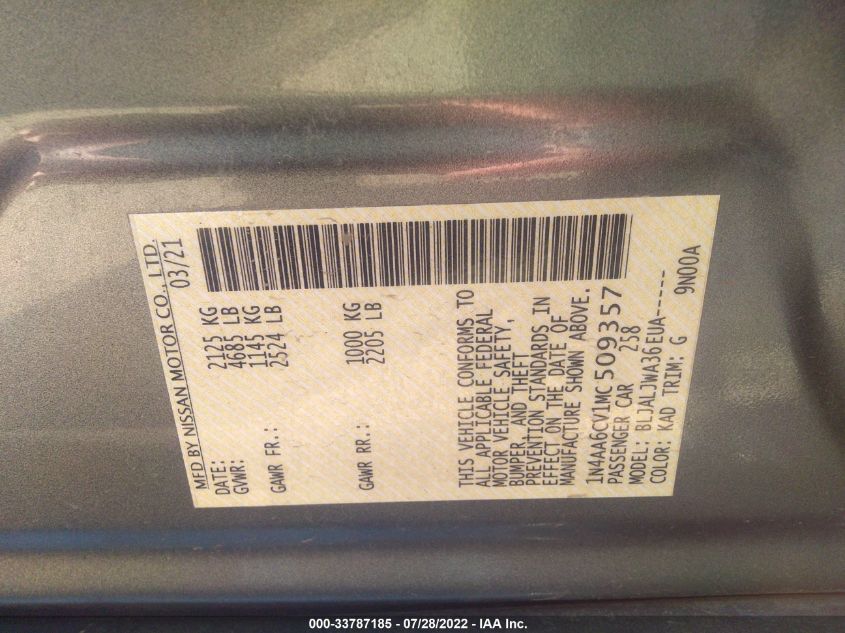 MFD BY NISSAN MOTOR CO., LTD.
DATE: 03/21
GVWR: 2125 KG
4685 LB
GAWR FR.: 1145 KG
2524 LB
GAWR RR.: 1000 KG
2205 LB
THIS VEHICLE CONFORMS TO
ALL APPLICABLE FEDERAL
MOTOR VEHICLE SAFETY,
BUMPER, AND THEFT
PREVENTION STANDARDS IN
EFFECT ON THE DATE OF
MANUFACTURE SHOWN ABOVE.
1N4AA6CV1MC509357
PASSENGER CAR 258
MODEL: BLJALJWA36EUA-----
COLOR: KAD TRIM: G 9N00A
000-33787185 - 07/28/2022 - IAA Inc.